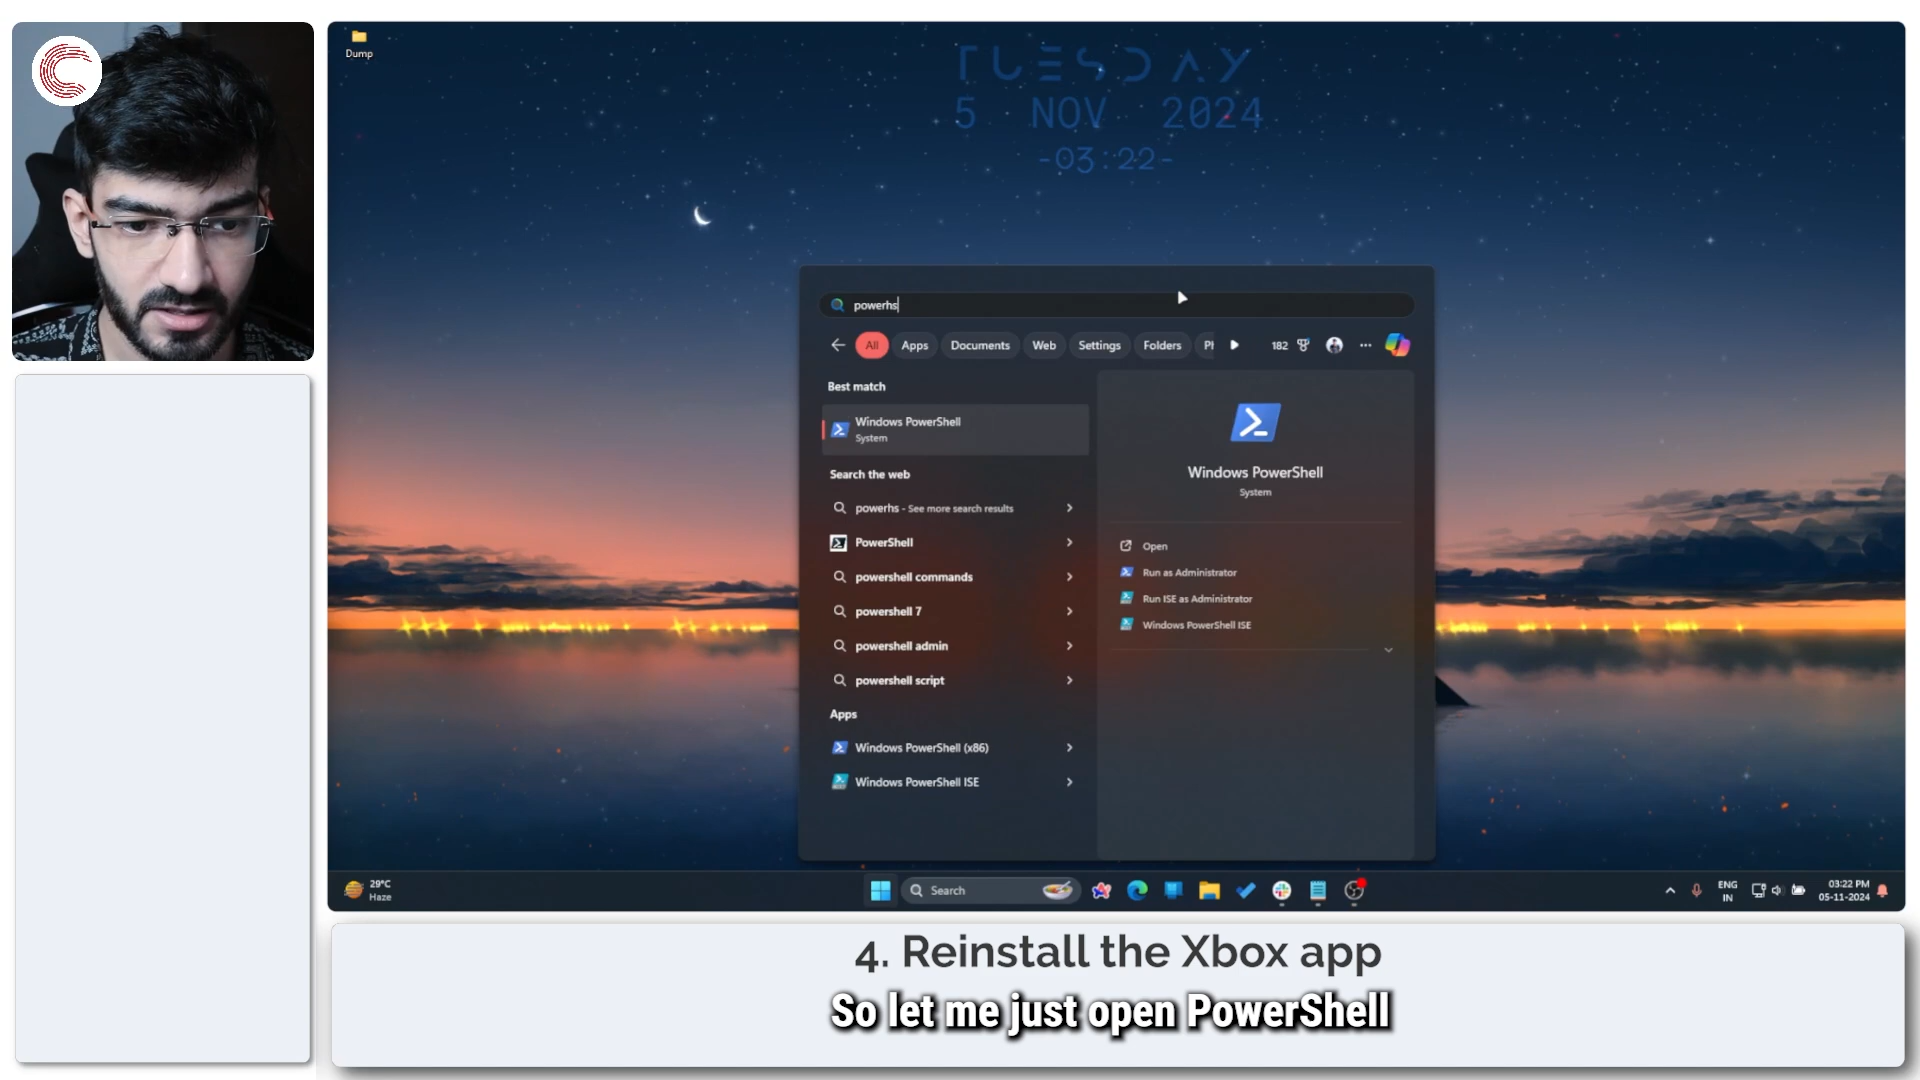 Dump
TUESDAY
5 NOV 2024
-03:22-
powerhs
All
Apps
Documents
Web
Settings
Folders
182
Best match
Windows PowerShell
System
Search the web
powerhs - See more search results
PowerShell
powershell commands
powershell 7
powershell admin
powershell script
Apps
Windows PowerShell (x86)
Windows PowerShell ISE
Windows PowerShell
System
Open
Run as Administrator
Run ISE as Administrator
Windows PowerShell ISE
29°C
Haze
Search
ENG
IN
03:22 PM
05-11-2024
4. Reinstall the Xbox app
So let me just open PowerShell